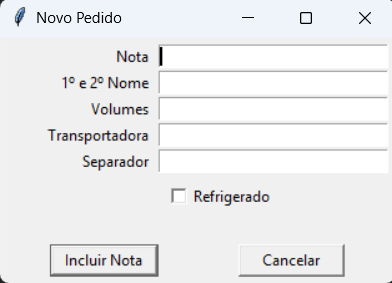 Novo Pedido
Nota
1º e 2º Nome
Volumes
Transportadora
Separador
Refrigerado
Incluir Nota
Cancelar